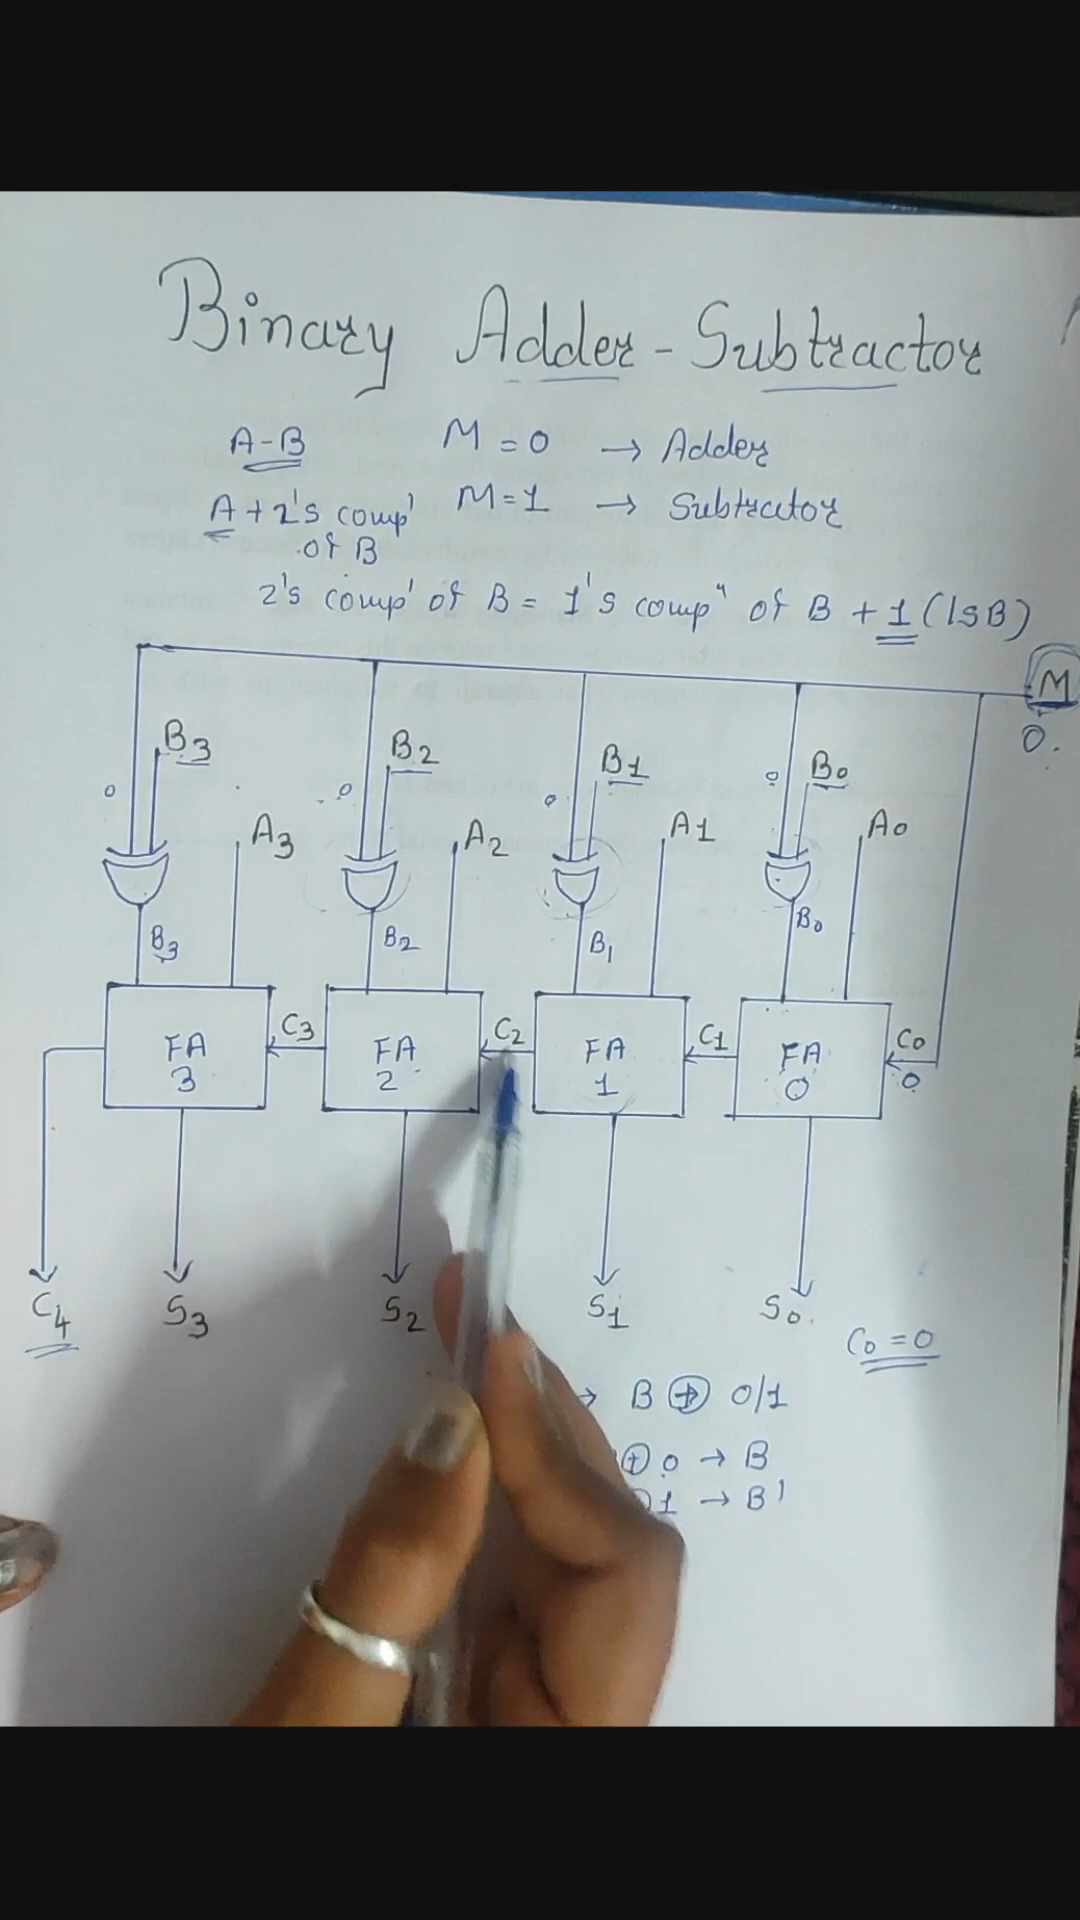 Binary Adder-Subtractor
A-B M=0 → Adder
A+2's comp' M=1 → Subtrator
of B
2's comp' of B = 1's comp" of B + 1 (LSB)
M
0.
B3 B2 B1 B0
0 0 0 0
A3 A2 A1 A0
B3 B2 B1 B0
C3 C2 C1 C0
FA FA FA FA
3 2 1 0
0
C4 S3 S2 S1 S0.
C0=0
→ B ⊕ 0/1
⊕ 0 → B
1 → B'